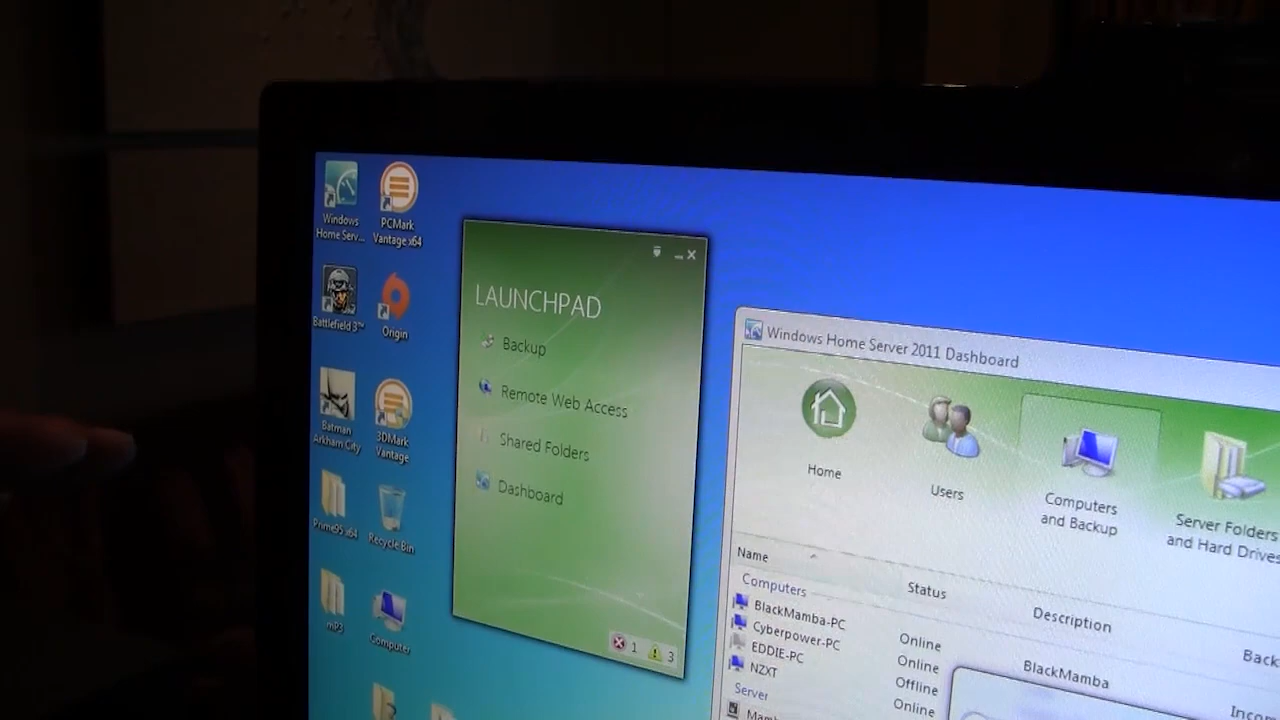 Windows
Home Serv...
PCMark
Vantage x64
Battlefield 3™
Origin
Batman
Arkham City
3DMark
Vantage
Prime95 x64
Recycle Bin
mp3
Computer
LAUNCHPAD
Backup
Remote Web Access
Shared Folders
Dashboard
1
3
Windows Home Server 2011 Dashboard
Home
Users
Computers
and Backup
Server Folders
and Hard Drives
Name
Status
Description
Computers
BlackMamba-PC
Online
Cyberpower-PC
Online
EDDIE-PC
Offline
NZXT
Online
Server
BlackMamba